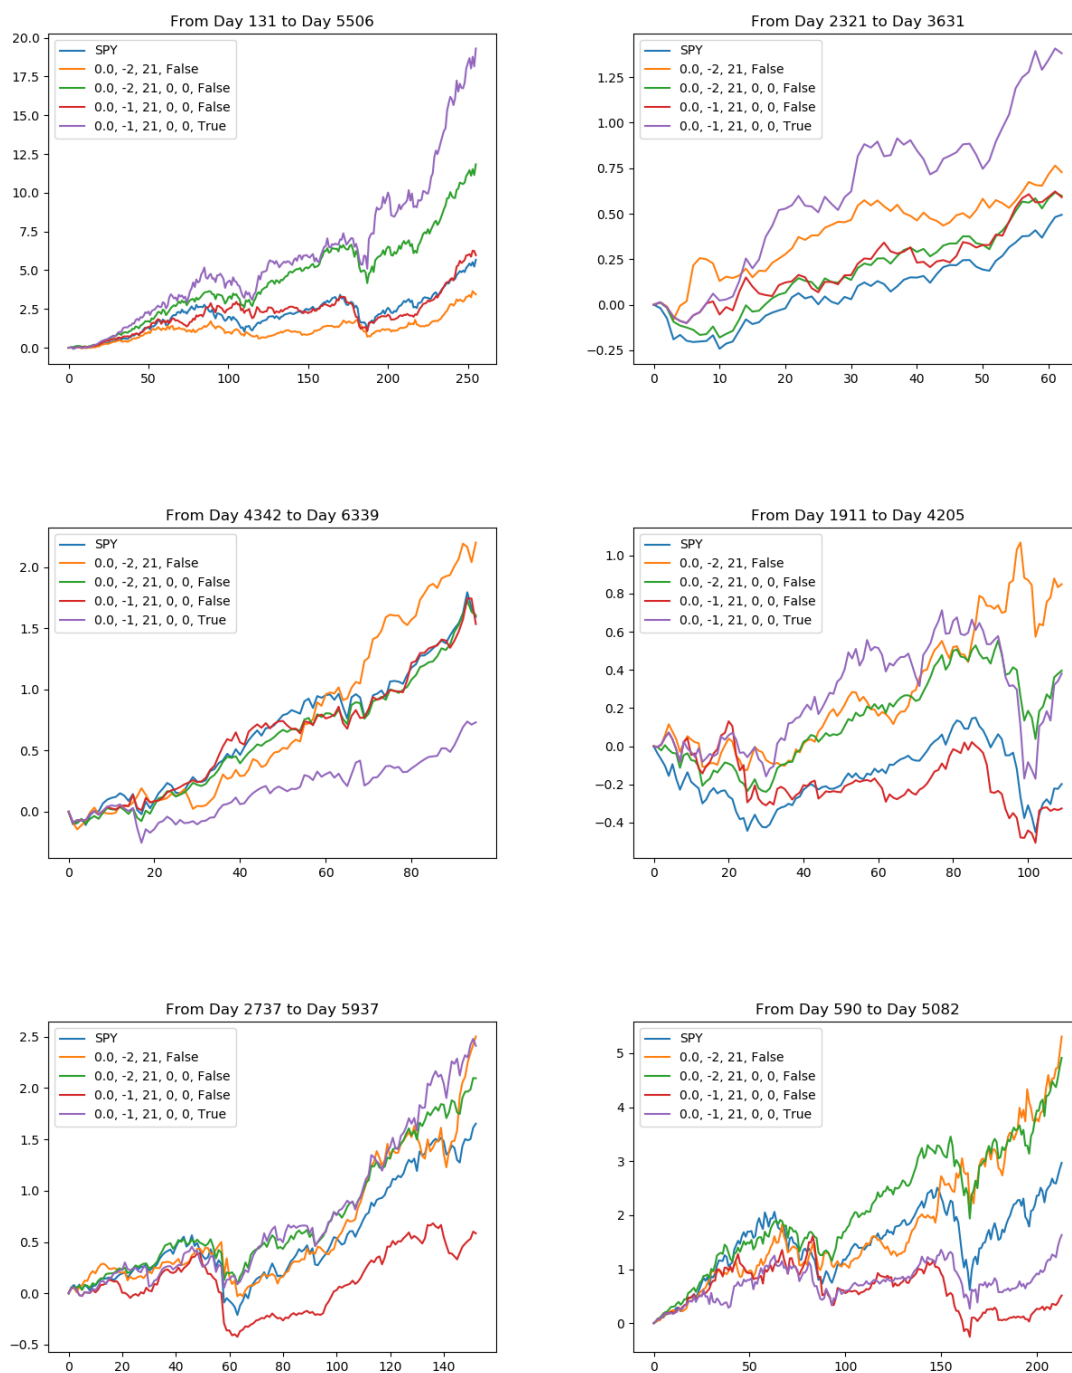 From Day 131 to Day 5506
20.0
17.5
15.0
12.5
10.0
7.5
5.0
2.5
0.0
SPY
0.0, -2, 21, False
0.0, -2, 21, 0, 0, False
0.0, -1, 21, 0, 0, False
0.0, -1, 21, 0, 0, True
0 50 100 150 200 250
From Day 2321 to Day 3631
1.25
1.00
0.75
0.50
0.25
0.00
−0.25
SPY
0.0, -2, 21, False
0.0, -2, 21, 0, 0, False
0.0, -1, 21, 0, 0, False
0.0, -1, 21, 0, 0, True
0 10 20 30 40 50 60
From Day 4342 to Day 6339
2.0
1.5
1.0
0.5
0.0
SPY
0.0, -2, 21, False
0.0, -2, 21, 0, 0, False
0.0, -1, 21, 0, 0, False
0.0, -1, 21, 0, 0, True
0 20 40 60 80
From Day 1911 to Day 4205
1.0
0.8
0.6
0.4
0.2
0.0
−0.2
−0.4
SPY
0.0, -2, 21, False
0.0, -2, 21, 0, 0, False
0.0, -1, 21, 0, 0, False
0.0, -1, 21, 0, 0, True
0 20 40 60 80 100
From Day 2737 to Day 5937
2.5
2.0
1.5
1.0
0.5
0.0
−0.5
SPY
0.0, -2, 21, False
0.0, -2, 21, 0, 0, False
0.0, -1, 21, 0, 0, False
0.0, -1, 21, 0, 0, True
0 20 40 60 80 100 120 140
From Day 590 to Day 5082
5
4
3
2
1
0
SPY
0.0, -2, 21, False
0.0, -2, 21, 0, 0, False
0.0, -1, 21, 0, 0, False
0.0, -1, 21, 0, 0, True
0 50 100 150 200